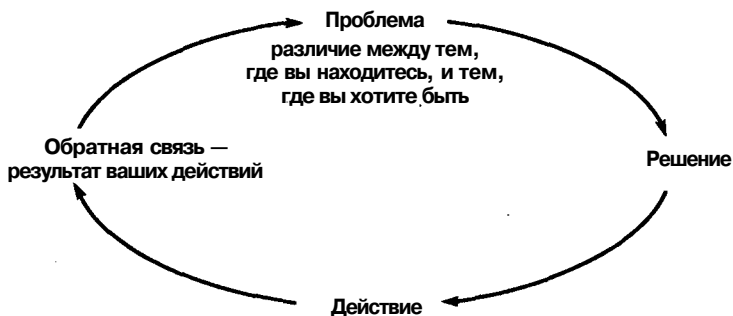 Проблема
различие между тем,
где вы находитесь, и тем,
где вы хотите быть
Обратная связь —
результат ваших действий
Решение
Действие